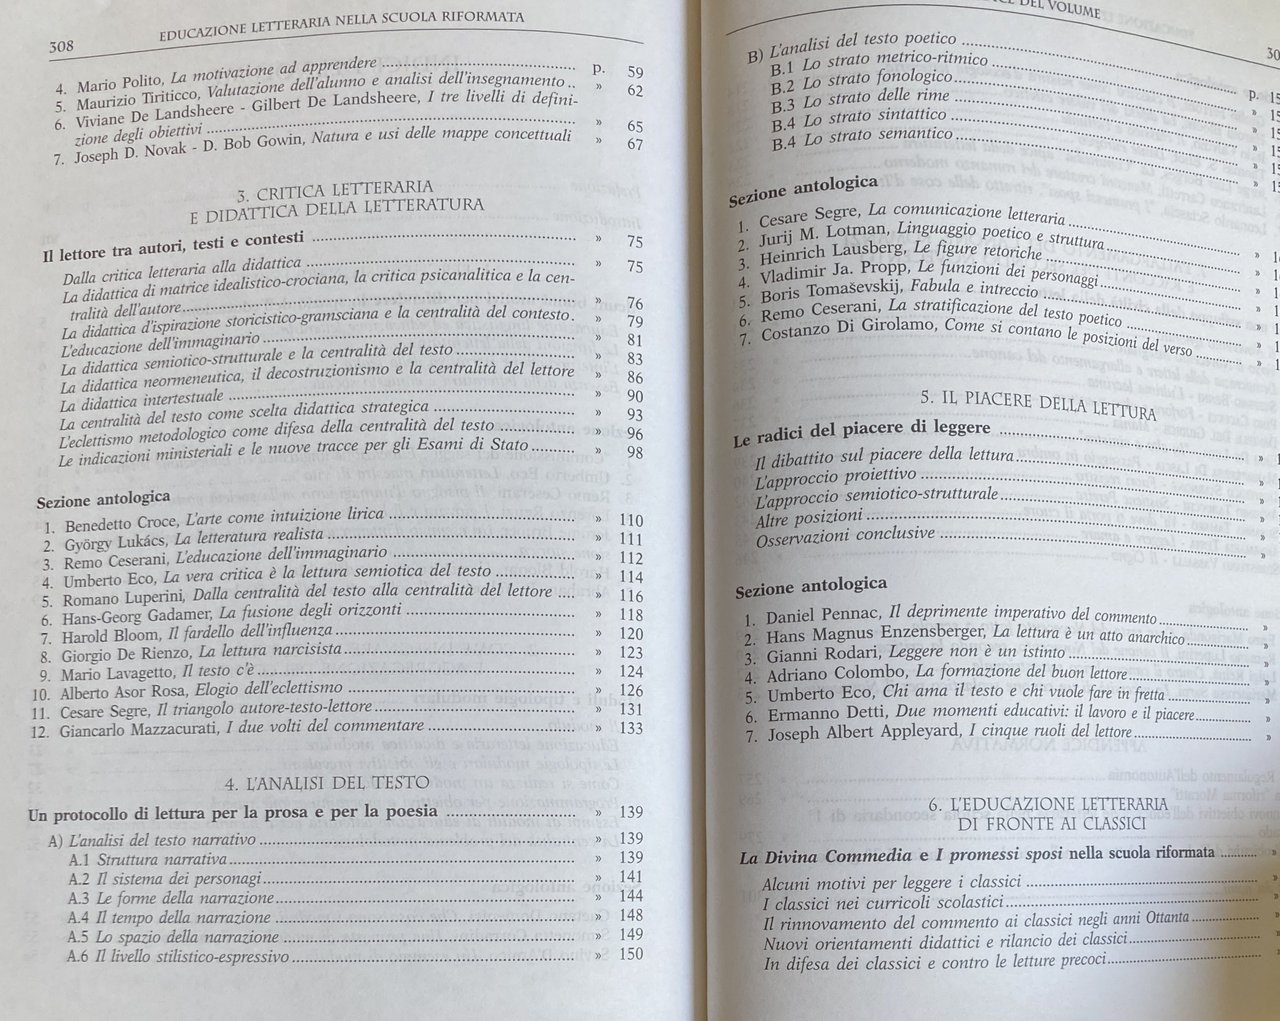 308
EDUCAZIONE LETTERARIA NELLA SCUOLA RIFORMATA
4. Mario Polito, La motivazione ad apprendere ........ p. 59
5. Maurizio Tiriticco, Valutazione dell'alunno e analisi dell'insegnamento .. » 62
6. Viviane De Landsheere - Gilbert De Landsheere, I tre livelli di defini-
zione degli obiettivi ........ » 65
7. Joseph D. Novak - D. Bob Gowin, Natura e usi delle mappe concettuali » 67
3. CRITICA LETTERARIA
E DIDATTICA DELLA LETTERATURA
Il lettore tra autori, testi e contesti ........ » 75
Dalla critica letteraria alla didattica ........ » 75
La didattica di matrice idealistico-crociana, la critica psicanalitica e la cen-
tralità dell'autore ........ » 76
La didattica d'ispirazione storicistico-gramsciana e la centralità del contesto. » 79
L'educazione dell'immaginario ........ » 81
La didattica semiotico-strutturale e la centralità del testo ........ » 83
La didattica neormeneutica, il decostruzionismo e la centralità del lettore » 86
La didattica intertestuale ........ » 90
La centralità del testo come scelta didattica strategica ........ » 93
L'eclettismo metodologico come difesa della centralità del testo ........ » 96
Le indicazioni ministeriali e le nuove tracce per gli Esami di Stato ........ » 98
Sezione antologica
1. Benedetto Croce, L'arte come intuizione lirica ........ » 110
2. György Lukács, La letteratura realista ........ » 111
3. Remo Ceserani, L'educazione dell'immaginario ........ » 112
4. Umberto Eco, La vera critica è la lettura semiotica del testo ........ » 114
5. Romano Luperini, Dalla centralità del testo alla centralità del lettore .... » 116
6. Hans-Georg Gadamer, La fusione degli orizzonti ........ » 118
7. Harold Bloom, Il fardello dell'influenza ........ » 120
8. Giorgio De Rienzo, La lettura narcisista ........ » 123
9. Mario Lavagetto, Il testo c'è ........ » 124
10. Alberto Asor Rosa, Elogio dell'eclettismo ........ » 126
11. Cesare Segre, Il triangolo autore-testo-lettore ........ » 131
12. Giancarlo Mazzacurati, I due volti del commentare ........ » 133
4. L'ANALISI DEL TESTO
Un protocollo di lettura per la prosa e per la poesia ........ » 139
A) L'analisi del testo narrativo ........ » 139
A.1 Struttura narrativa ........ » 139
A.2 Il sistema dei personagi ........ » 141
A.3 Le forme della narrazione ........ » 144
A.4 Il tempo della narrazione ........ » 148
A.5 Lo spazio della narrazione ........ » 149
A.6 Il livello stilistico-espressivo ........ » 150
DEL VOLUME
B) L'analisi del testo poetico ........ p.
B.1 Lo strato metrico-ritmico ........ »
B.2 Lo strato fonologico ........ »
B.3 Lo strato delle rime ........ »
B.4 Lo strato sintattico ........ »
B.4 Lo strato semantico ........ »
Sezione antologica
1. Cesare Segre, La comunicazione letteraria ........ »
2. Jurij M. Lotman, Linguaggio poetico e struttura ........ »
3. Heinrich Lausberg, Le figure retoriche ........ »
4. Vladimir Ja. Propp, Le funzioni dei personaggi ........ »
5. Boris Tomaševskij, Fabula e intreccio ........ »
6. Remo Ceserani, La stratificazione del testo poetico ........ »
7. Costanzo Di Girolamo, Come si contano le posizioni del verso ........ »
5. IL PIACERE DELLA LETTURA
Le radici del piacere di leggere ........ »
Il dibattito sul piacere della lettura ........ »
L'approccio proiettivo ........ »
L'approccio semiotico-strutturale ........ »
Altre posizioni ........ »
Osservazioni conclusive ........ »
Sezione antologica
1. Daniel Pennac, Il deprimente imperativo del commento ........ »
2. Hans Magnus Enzensberger, La lettura è un atto anarchico ........ »
3. Gianni Rodari, Leggere non è un istinto ........ »
4. Adriano Colombo, La formazione del buon lettore ........ »
5. Umberto Eco, Chi ama il testo e chi vuole fare in fretta ........ »
6. Ermanno Detti, Due momenti educativi: il lavoro e il piacere ........ »
7. Joseph Albert Appleyard, I cinque ruoli del lettore ........ »
6. L'EDUCAZIONE LETTERARIA
DI FRONTE AI CLASSICI
La Divina Commedia e I promessi sposi nella scuola riformata ........ »
Alcuni motivi per leggere i classici ........ »
I classici nei curricoli scolastici ........ »
Il rinnovamento del commento ai classici negli anni Ottanta ........ »
Nuovi orientamenti didattici e rilancio dei classici ........ »
In difesa dei classici e contro le letture precoci ........ »